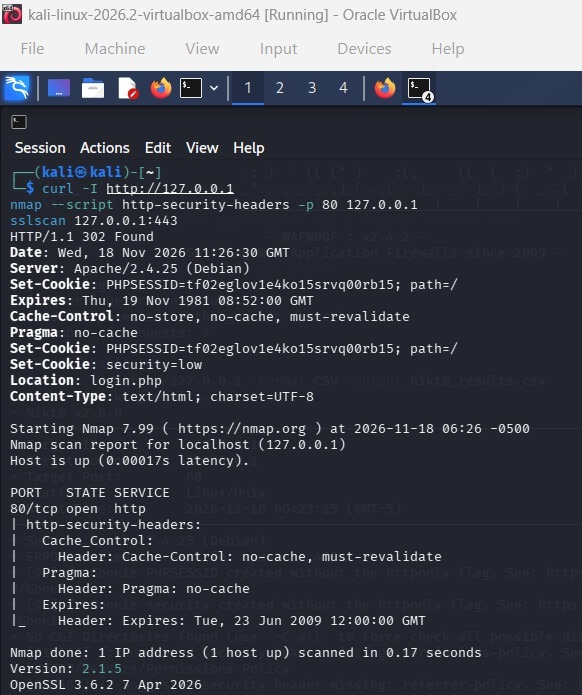 kali-linux-2026.2-virtualbox-amd64 [Running] - Oracle VirtualBox
File Machine View Input Devices Help
1 2 3 4 4
Session Actions Edit View Help
┌──(kali㉿kali)-[~]
└─$ curl -I http://127.0.0.1
nmap --script http-security-headers -p 80 127.0.0.1
sslscan 127.0.0.1:443
HTTP/1.1 302 Found
Date: Wed, 18 Nov 2026 11:26:30 GMT
Server: Apache/2.4.25 (Debian)
Set-Cookie: PHPSESSID=tf02eglov1e4ko15srvq00rb15; path=/
Expires: Thu, 19 Nov 1981 08:52:00 GMT
Cache-Control: no-store, no-cache, must-revalidate
Pragma: no-cache
Set-Cookie: PHPSESSID=tf02eglov1e4ko15srvq00rb15; path=/
Set-Cookie: security=low
Location: login.php
Content-Type: text/html; charset=UTF-8
Starting Nmap 7.99 ( https://nmap.org ) at 2026-11-18 06:26 -0500
Nmap scan report for localhost (127.0.0.1)
Host is up (0.00017s latency).
PORT STATE SERVICE
80/tcp open http
| http-security-headers:
| Cache_Control:
| Header: Cache-Control: no-cache, must-revalidate
| Pragma:
| Header: Pragma: no-cache
| Expires:
|_ Header: Expires: Tue, 23 Jun 2009 12:00:00 GMT
Nmap done: 1 IP address (1 host up) scanned in 0.17 seconds
Version: 2.1.5
OpenSSL 3.6.2 7 Apr 2026